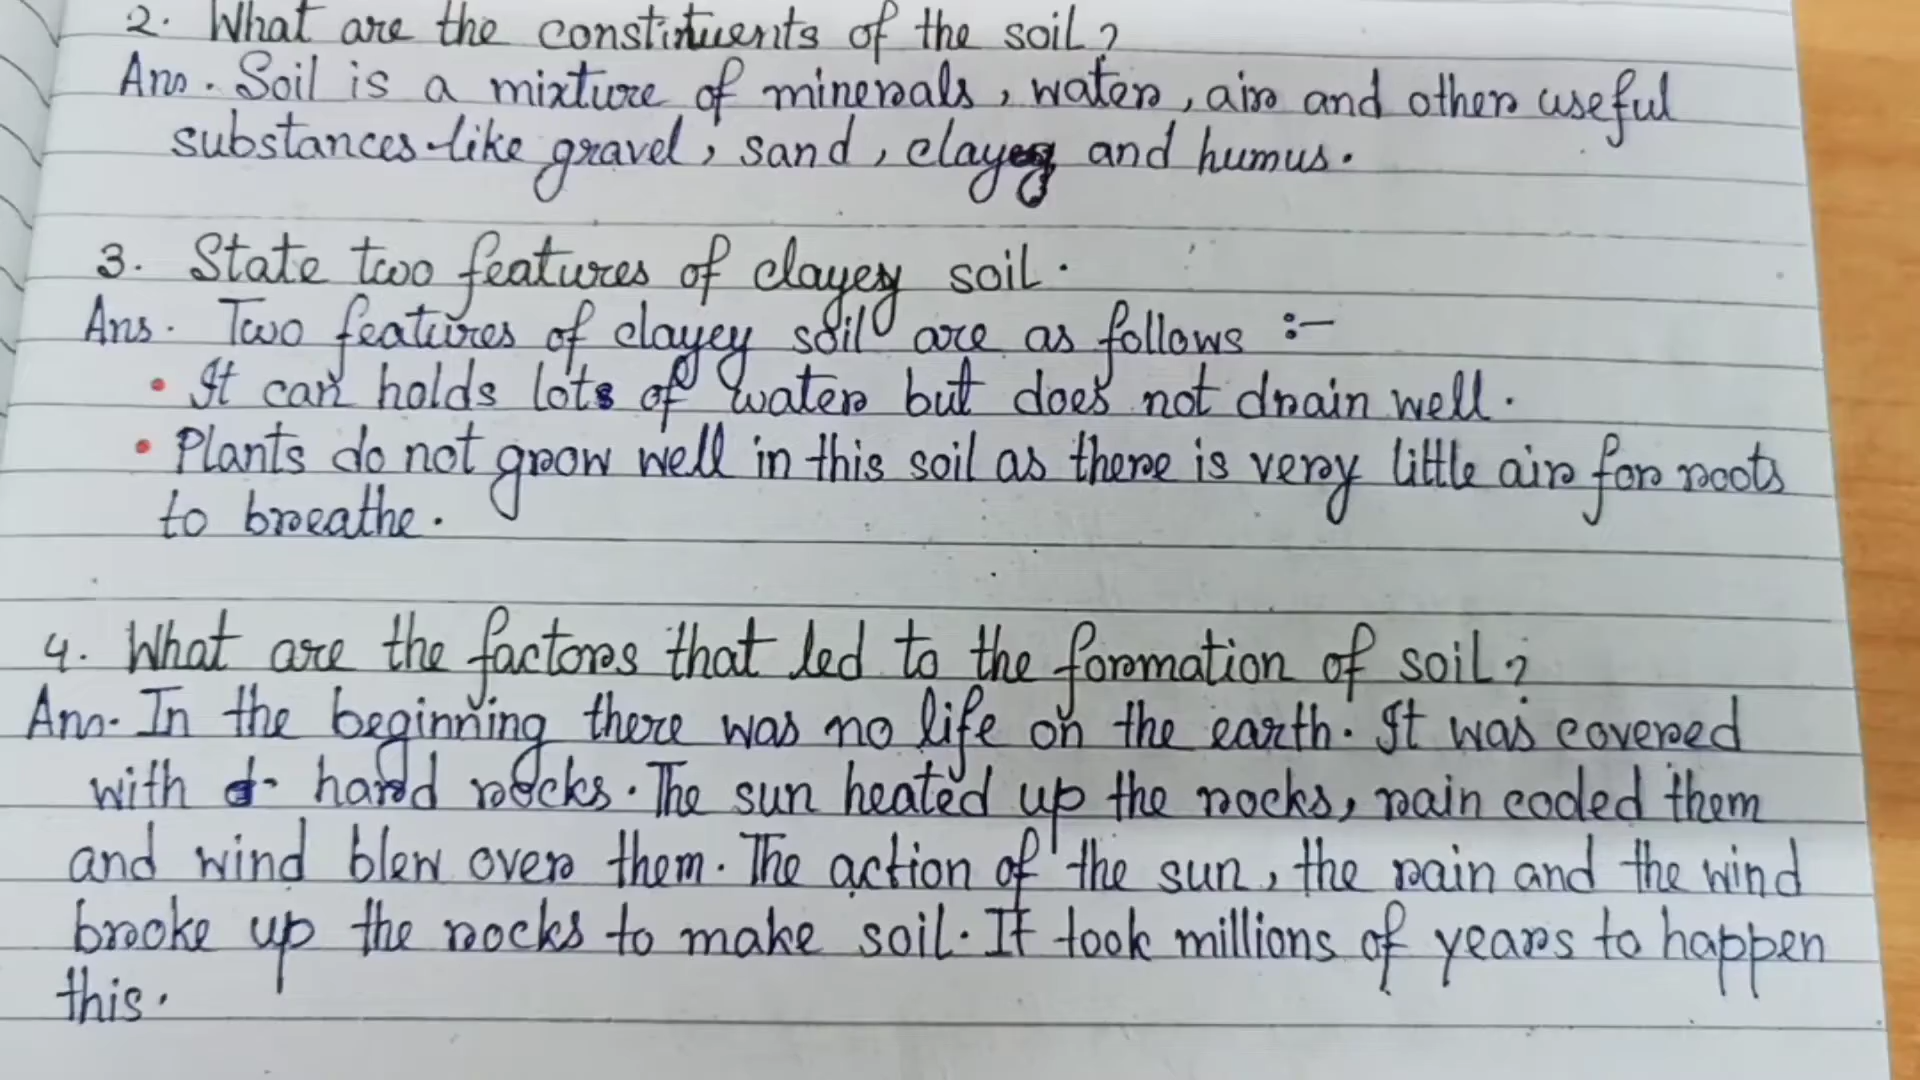 2. What are the constituents of the soil?
Ans. Soil is a mixture of minerals, water, air and other useful
substances like gravel, sand, clayey and humus.
3. State two features of clayey soil.
Ans. Two features of clayey soil are as follows :-
• It can holds lots of water but does not drain well.
• Plants do not grow well in this soil as there is very little air for roots
to breathe.
4. What are the factors that led to the formation of soil?
Ans. In the beginning there was no life on the earth. It was covered
with hard rocks. The sun heated up the rocks, rain cooled them
and wind blew over them. The action of the sun, the rain and the wind
broke up the rocks to make soil. It took millions of years to happen
this.